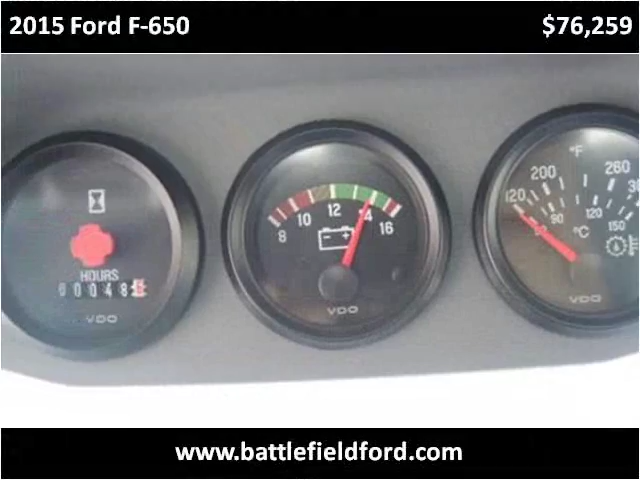 2015 Ford F-650 $76,259
HOURS
VDO
8 10 12 14 16
- +
VDO
°F
120 200 260
90 120 150
°C
VDO
www.battlefieldford.com